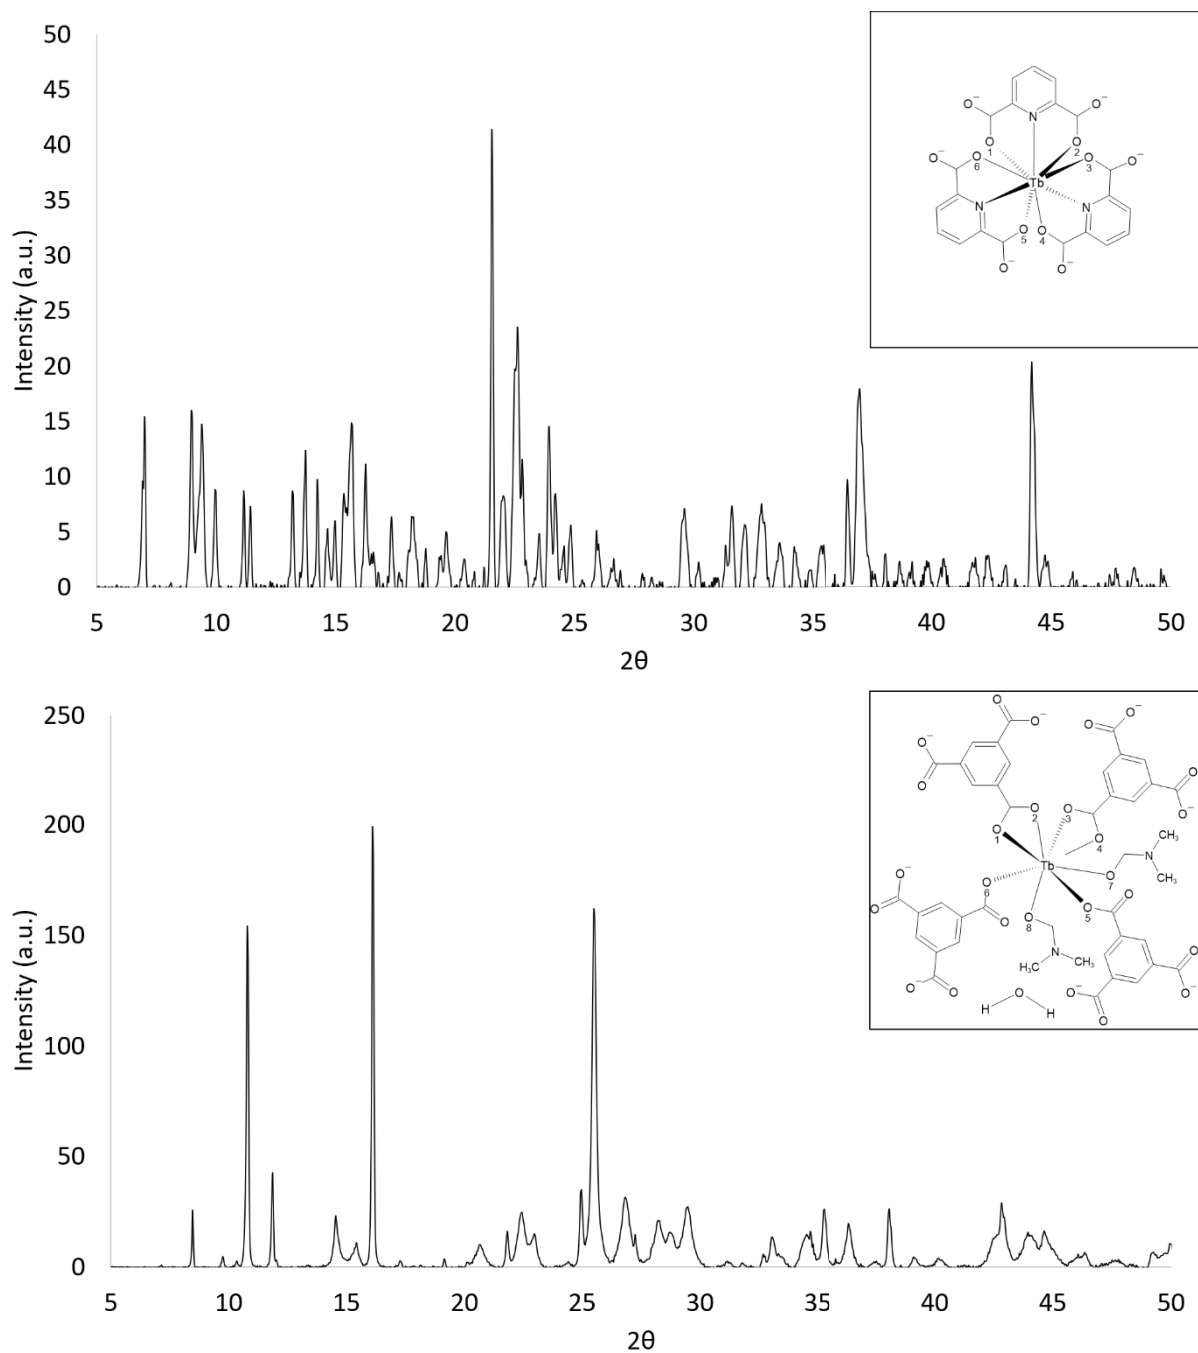 50
45
40
35
30
25
20
15
10
5
0
Intensity (a.u.)
5 10 15 20 25 30 35 40 45 50
2θ
O⁻ O⁻
N
O O
1 2
O⁻ O O O⁻
6 3
Tb
N N
O O
5 4
O⁻ O⁻
250
200
150
100
50
0
Intensity (a.u.)
5 10 15 20 25 30 35 40 45 50
2θ
O O⁻ O⁻
O
O⁻ O
O
O⁻
O O
2 3
O O
1 4
CH₃
N
Tb
CH₃
O⁻ O
7
O
6
O O
O
5
O
8
O
N
H₃C CH₃
O
O⁻ O
O⁻ O⁻
O
H O H